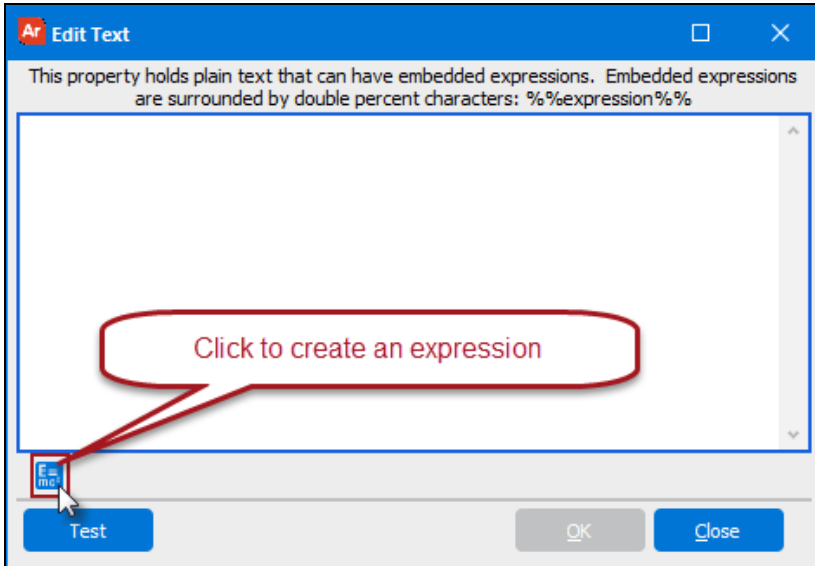 Ar Edit Text
This property holds plain text that can have embedded expressions. Embedded expressions
are surrounded by double percent characters: %%expression%%
Click to create an expression
E=
mc²
Test
OK
Close